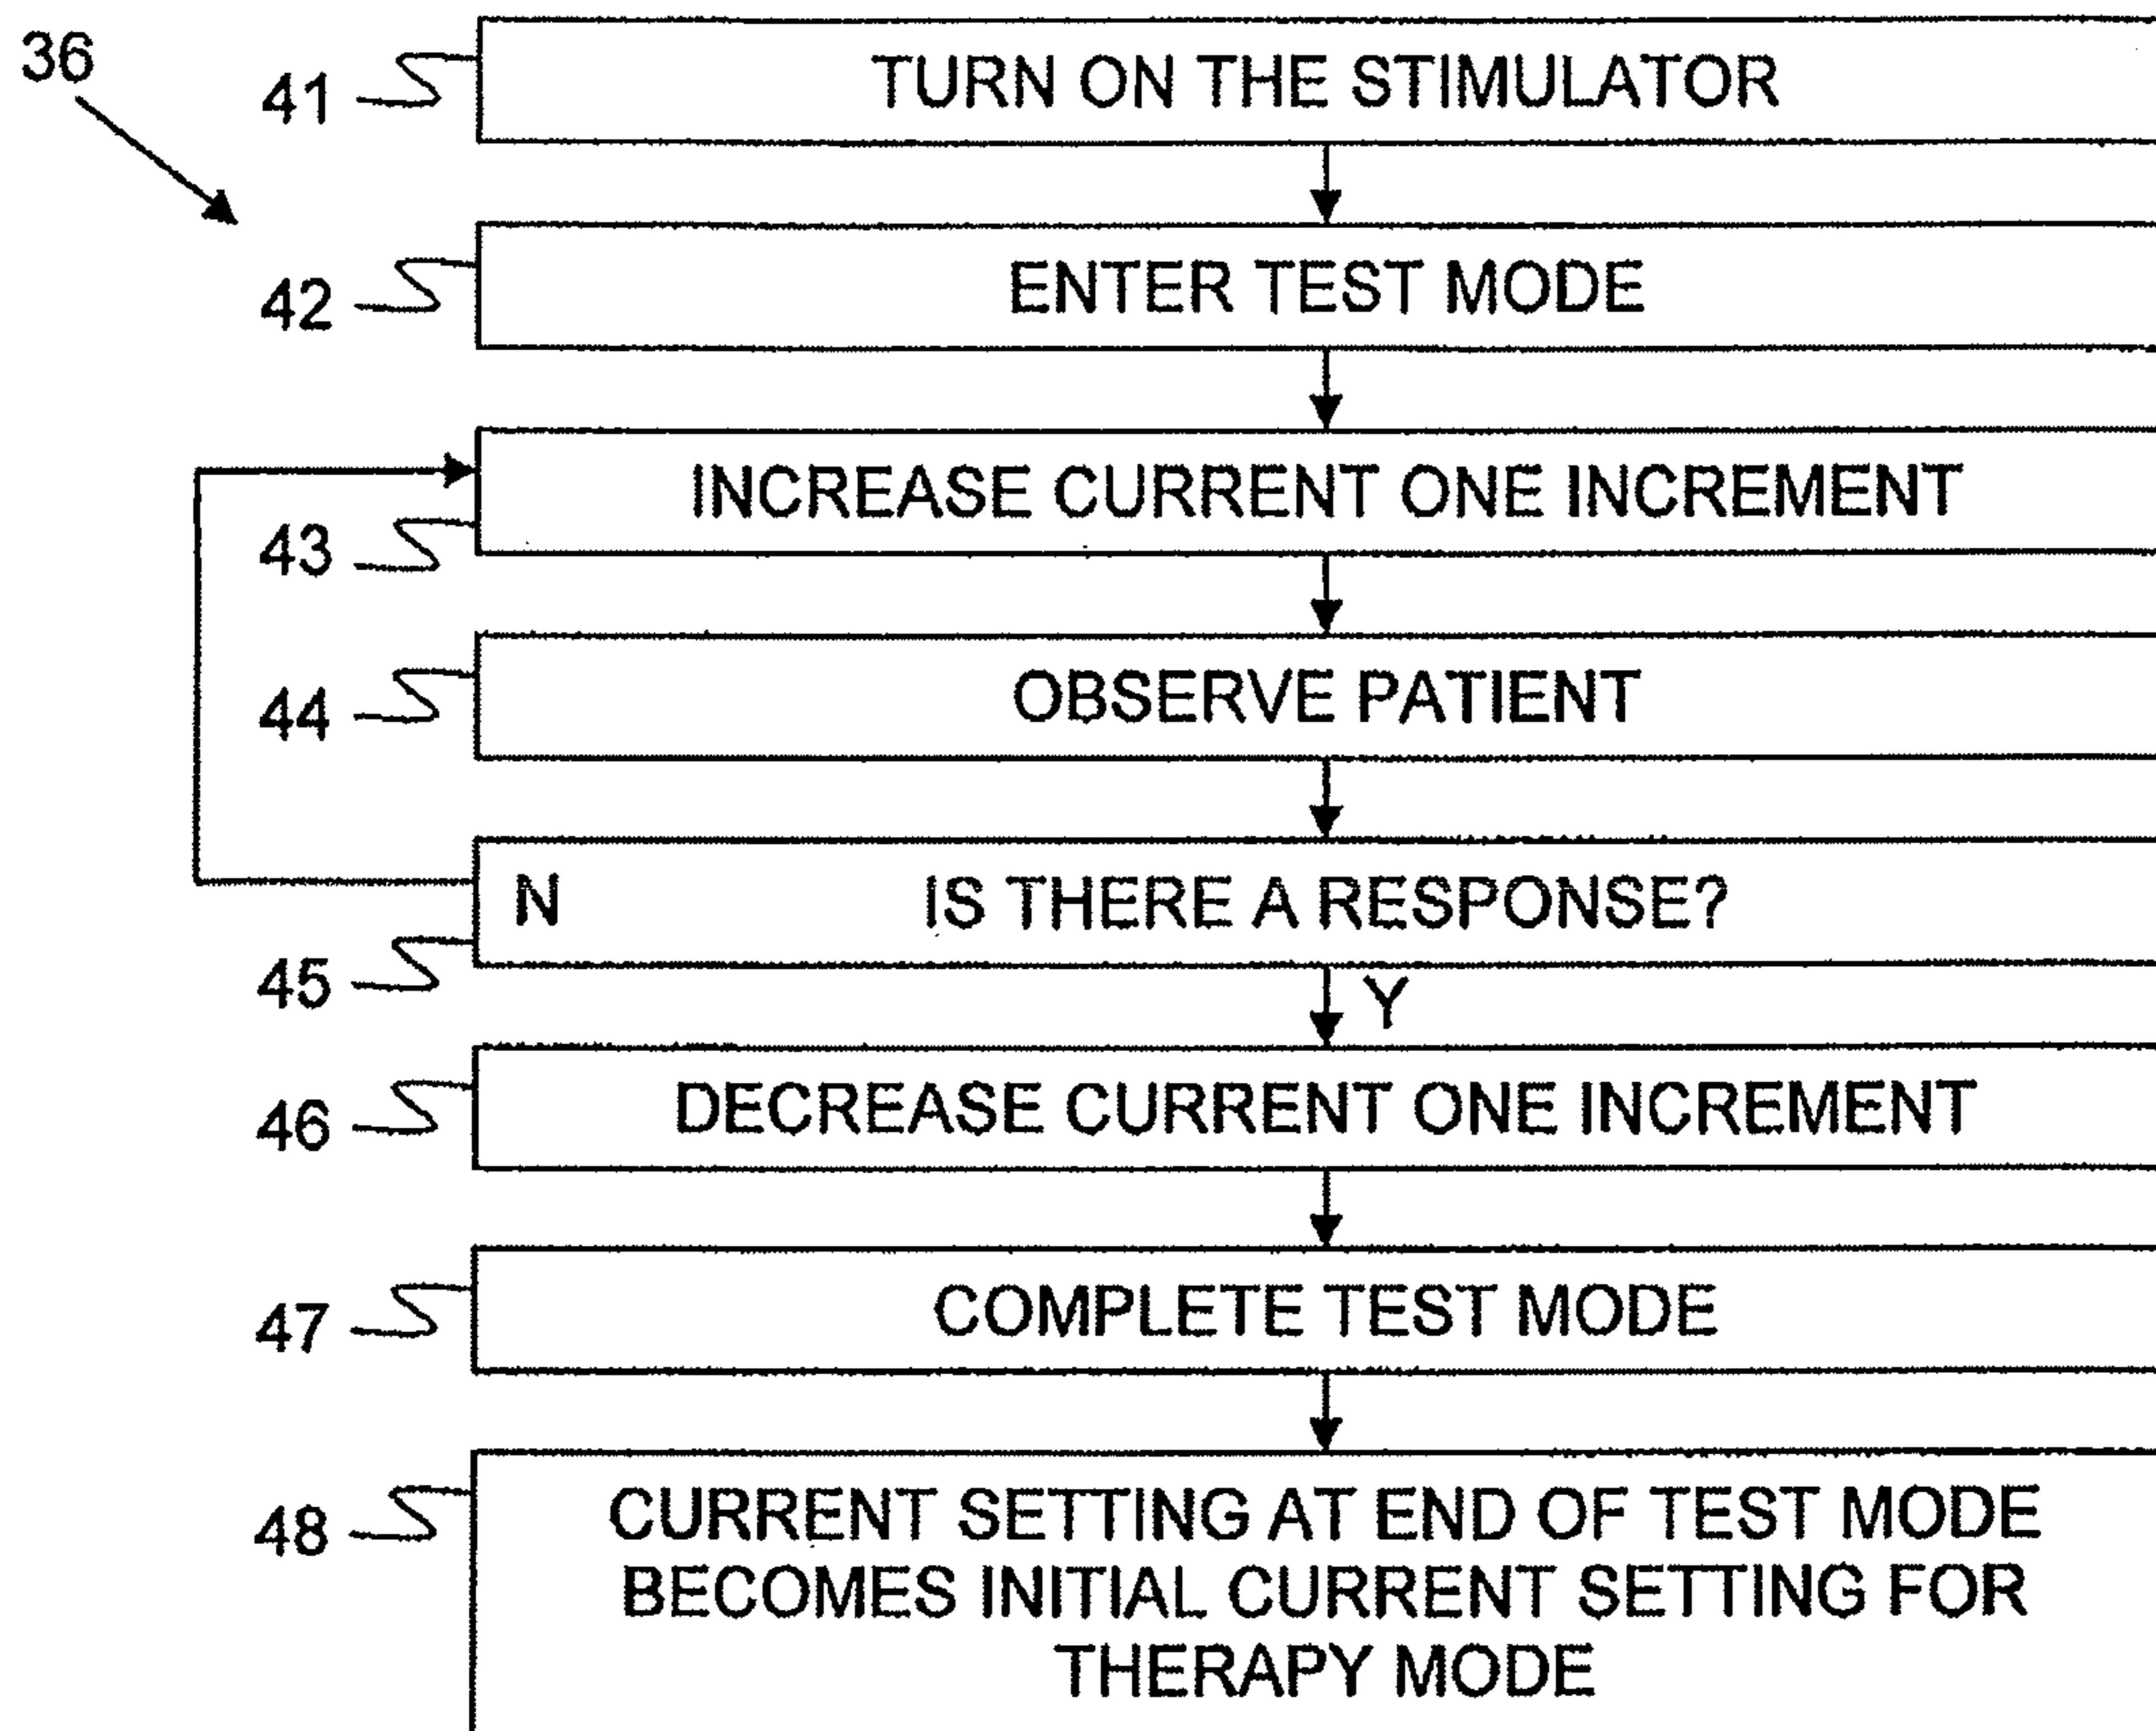 36
41 TURN ON THE STIMULATOR
42 ENTER TEST MODE
43 INCREASE CURRENT ONE INCREMENT
44 OBSERVE PATIENT
45 N IS THERE A RESPONSE?
Y
46 DECREASE CURRENT ONE INCREMENT
47 COMPLETE TEST MODE
48 CURRENT SETTING AT END OF TEST MODE
BECOMES INITIAL CURRENT SETTING FOR
THERAPY MODE